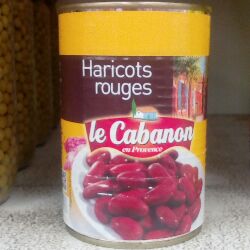 Haricots
rouges
le Cabanon
en Provence